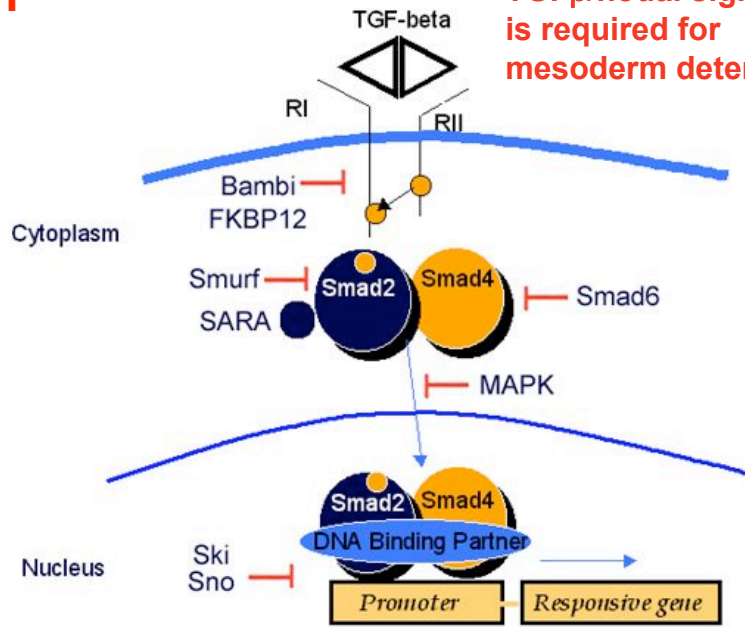 is required for
mesoderm
TGF-beta
RI
RII
Bambi
FKBP12
Cytoplasm
Smurf
Smad2
Smad4
SARA
Smad6
MAPK
Smad2
Smad4
DNA Binding Partner
Nucleus
Ski
Sno
Promoter
Responsive gene